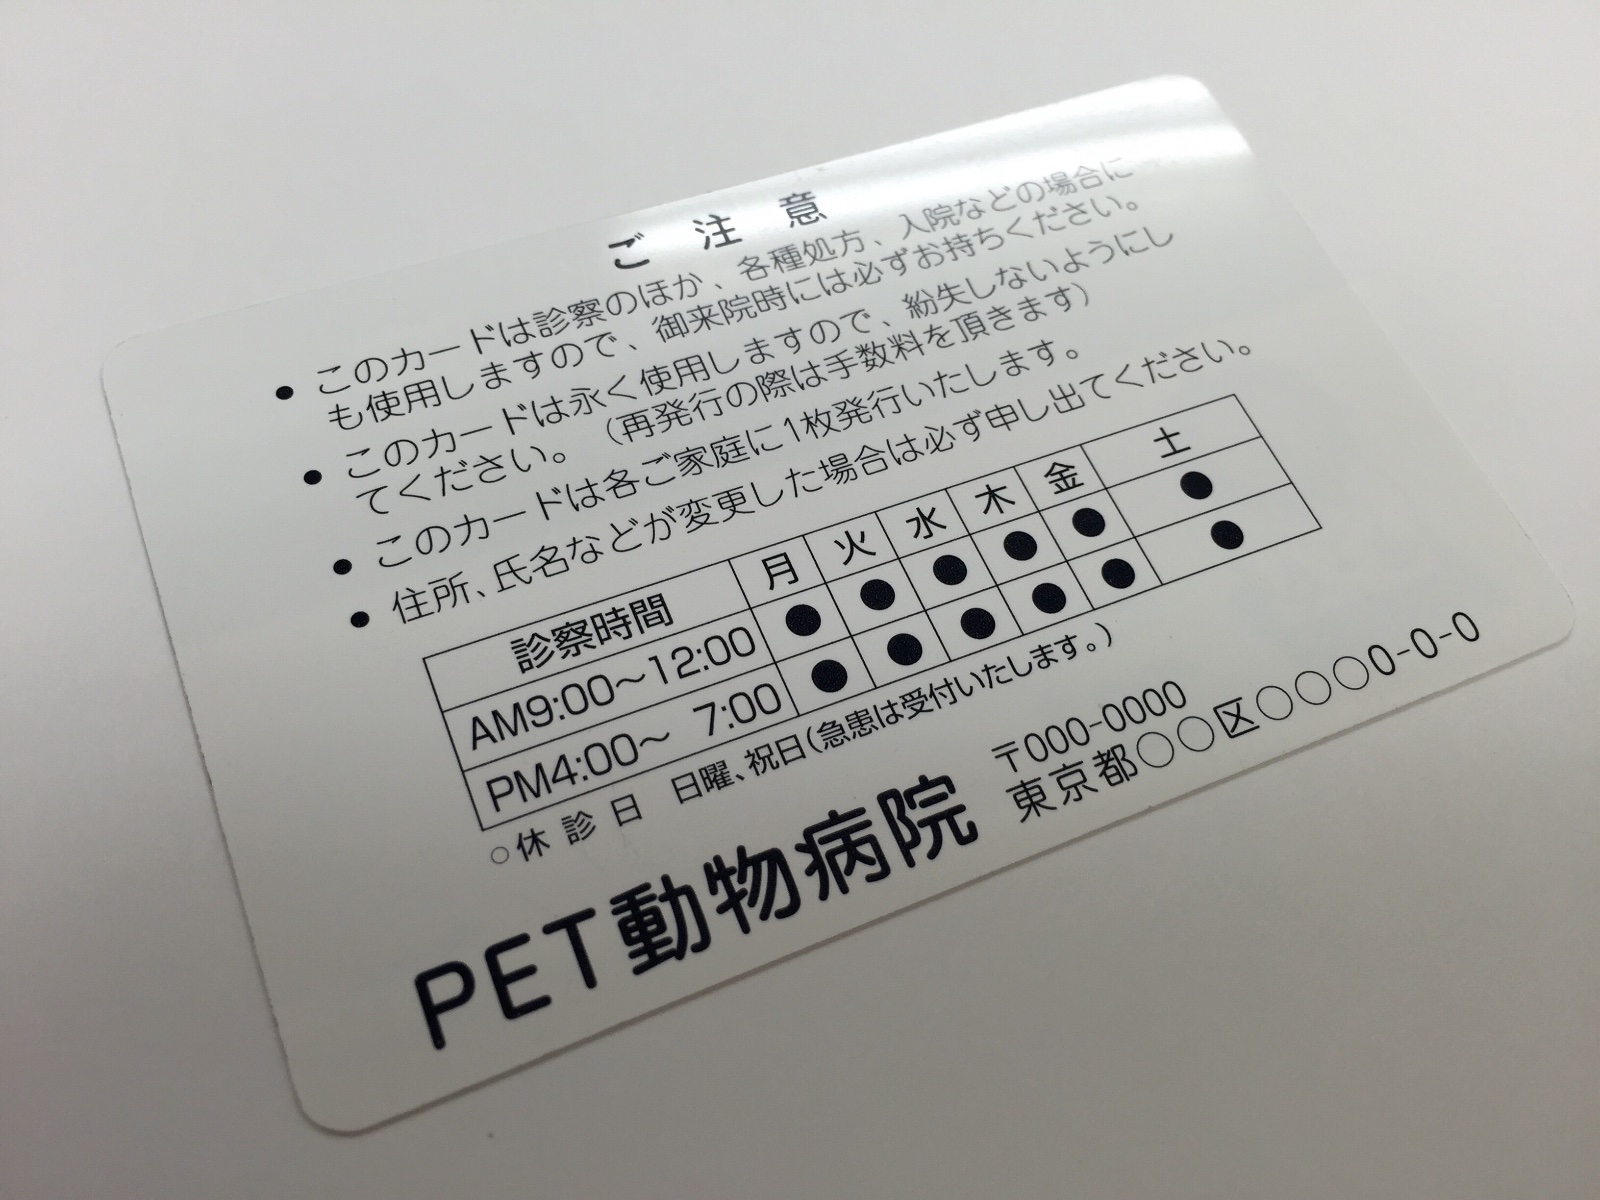 ご注意
●このカードは診察のほか、各種処方、入院などの場合に
も使用しますので、御来院時には必ずお持ちください。
●このカードは永く使用しますので、紛失しないようにし
てください。（再発行の際は手数料を頂きます）
●このカードは各ご家庭に1枚発行いたします。
●住所、氏名などが変更した場合は必ず申し出てください。
診察時間 月 火 水 木 金 土
AM9:00〜12:00 ● ● ● ● ● ●
PM4:00〜 7:00 ● ● ● ● ● ●
○休診日 日曜、祝日（急患は受付いたします。）
PET動物病院
〒000-0000
東京都○○区○○○0-0-0